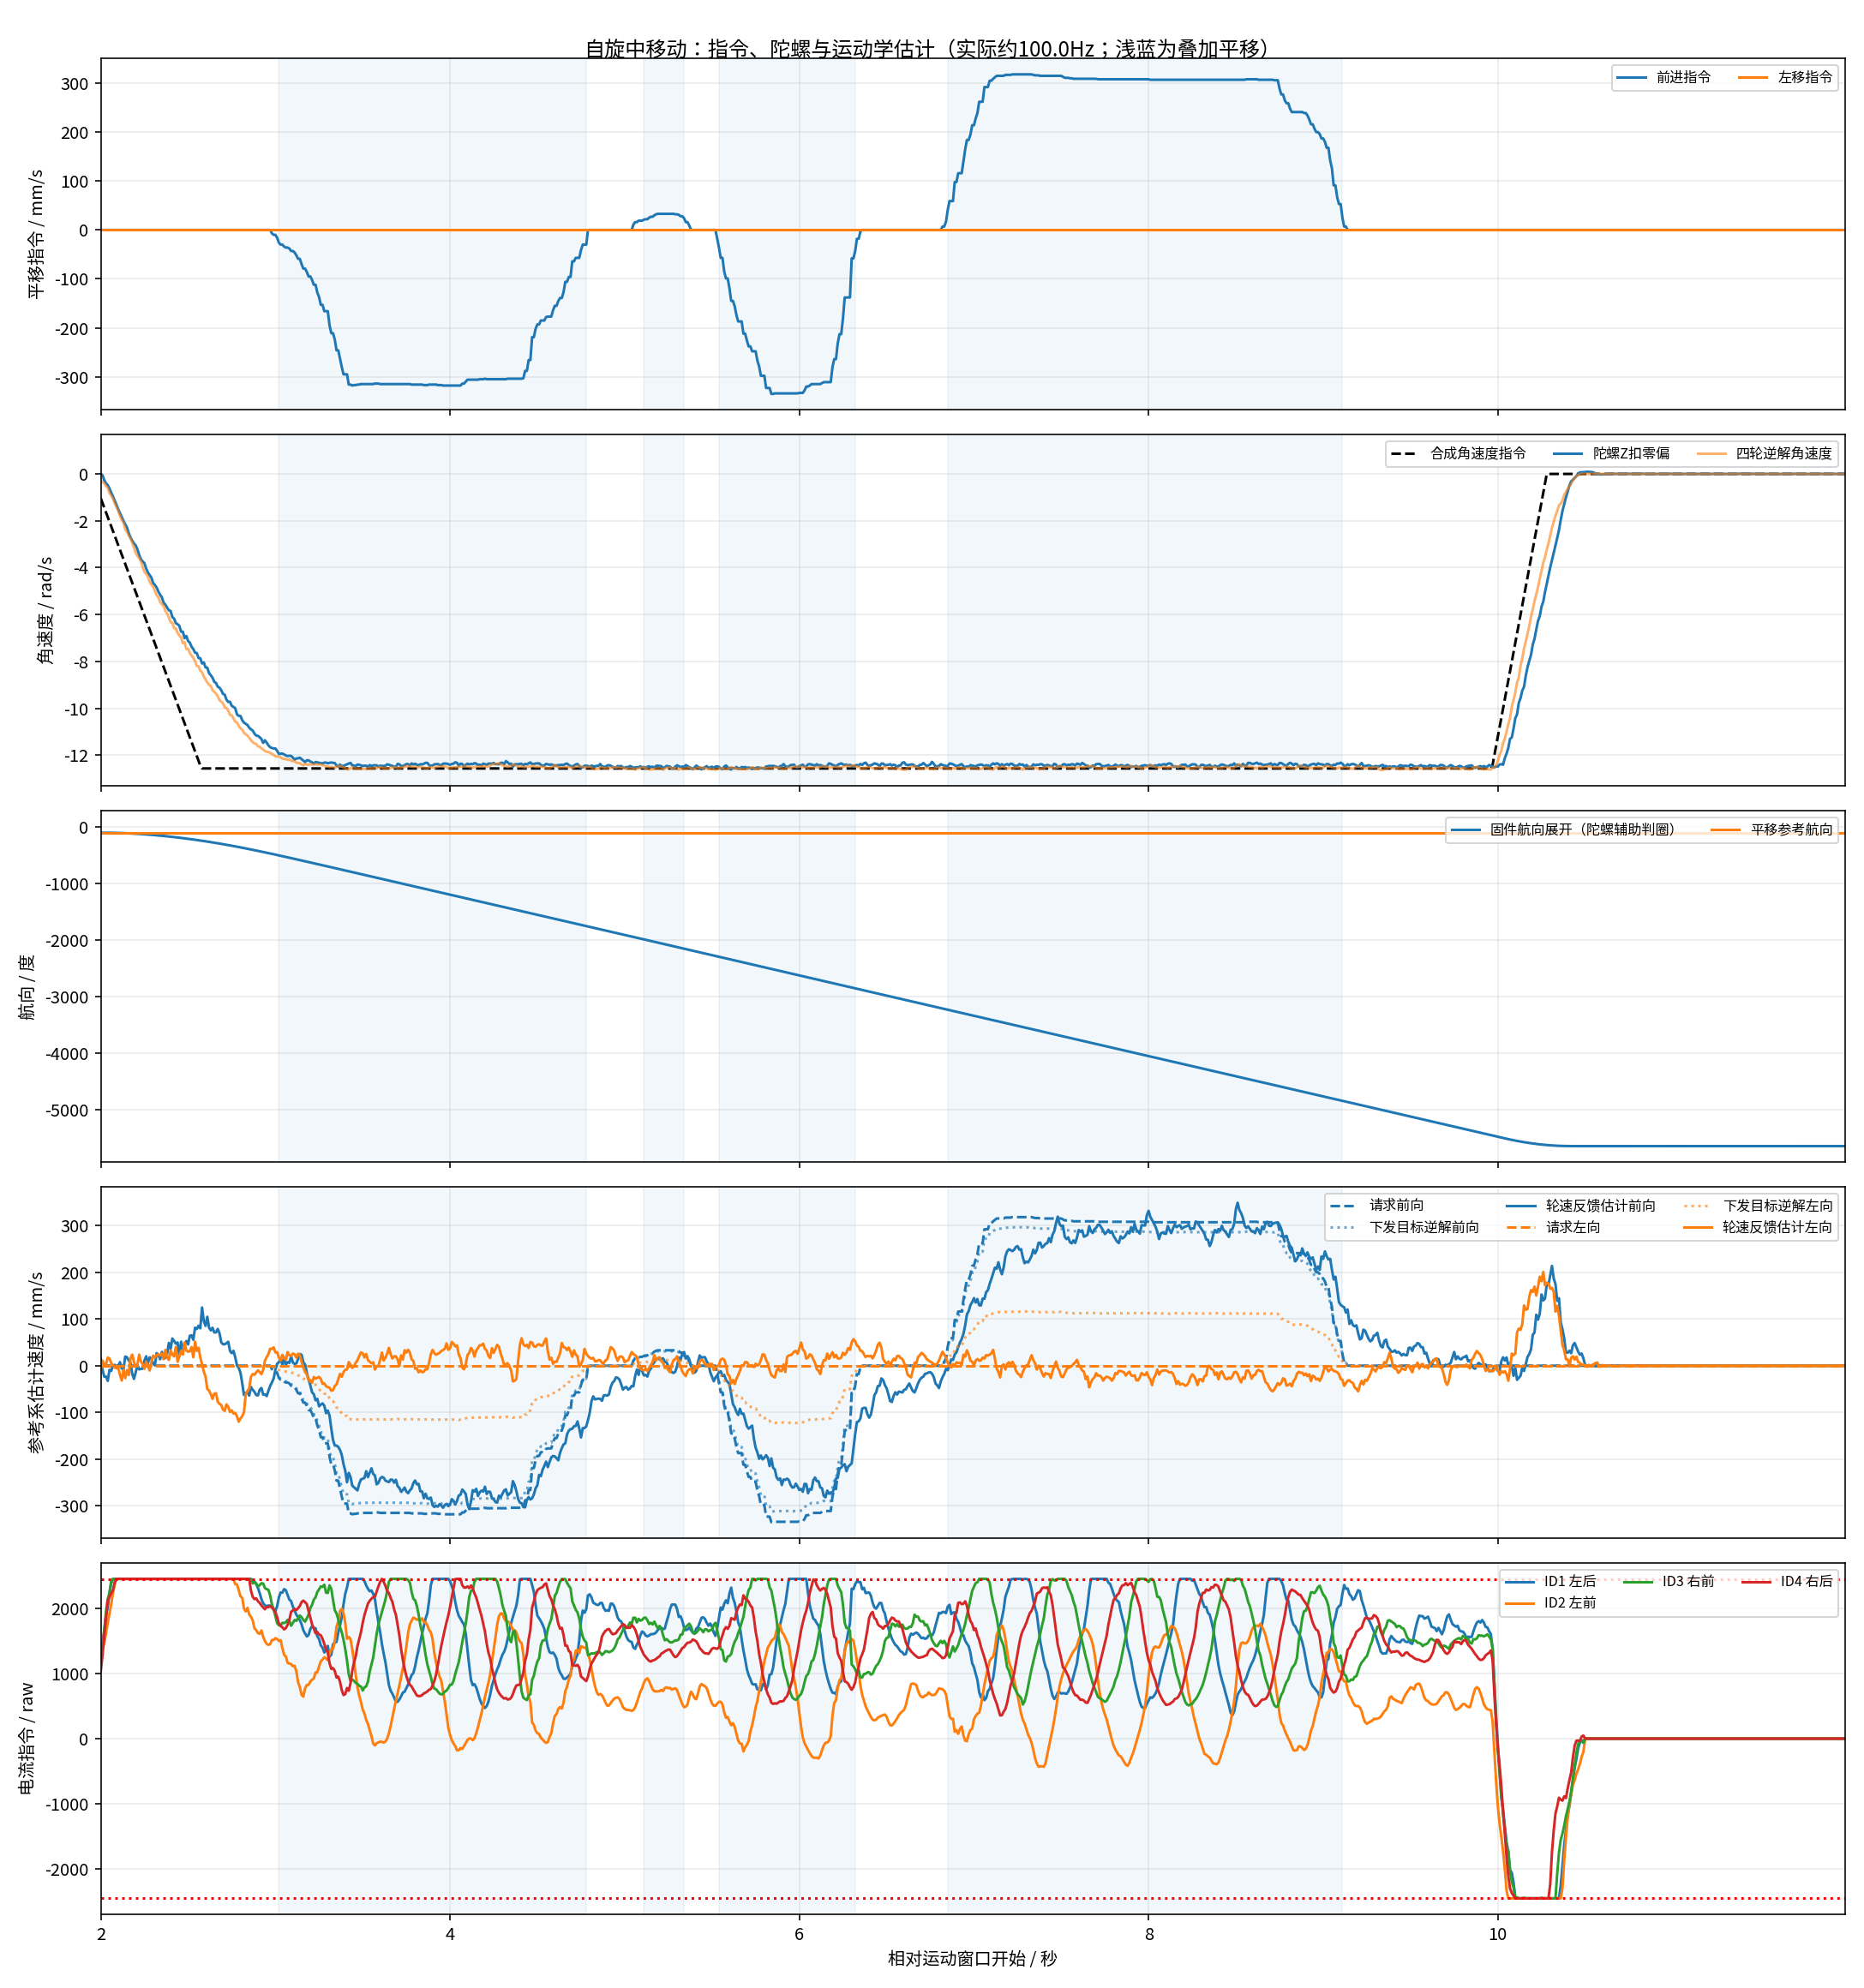 自旋中移动：指令、陀螺与运动学估计（实际约100.0Hz；浅蓝为叠加平移）
前进指令 左移指令
300
200
100
0
-100
-200
-300
平移指令 / mm/s
合成角速度指令 陀螺Z扣零偏 四轮逆解角速度
0
-2
-4
-6
-8
-10
-12
角速度 / rad/s
固件航向展开（陀螺辅助判圈） 平移参考航向
0
-1000
-2000
-3000
-4000
-5000
航向 / 度
请求前向 轮速反馈估计前向 下发目标逆解左向
下发目标逆解前向 请求左向 轮速反馈估计左向
300
200
100
0
-100
-200
-300
参考系估计速度 / mm/s
ID1 左后 ID3 右前 ID4 右后
ID2 左前
2000
1000
0
-1000
-2000
电流指令 / raw
2 4 6 8 10
相对运动窗口开始 / 秒